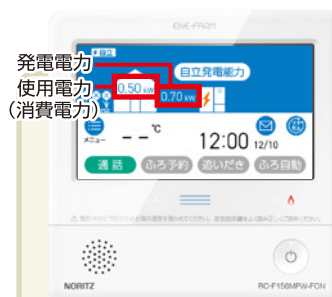 ENE-FARM
自立
発電電力
自立発電能力
使用電力
0.50 kW
(消費電力)
0.70 kW
メニュー
--℃
12:00 12/10
通話 ふろ予約 追いだき ふろ自動
NORITZ
RC-F156MPW-FCN